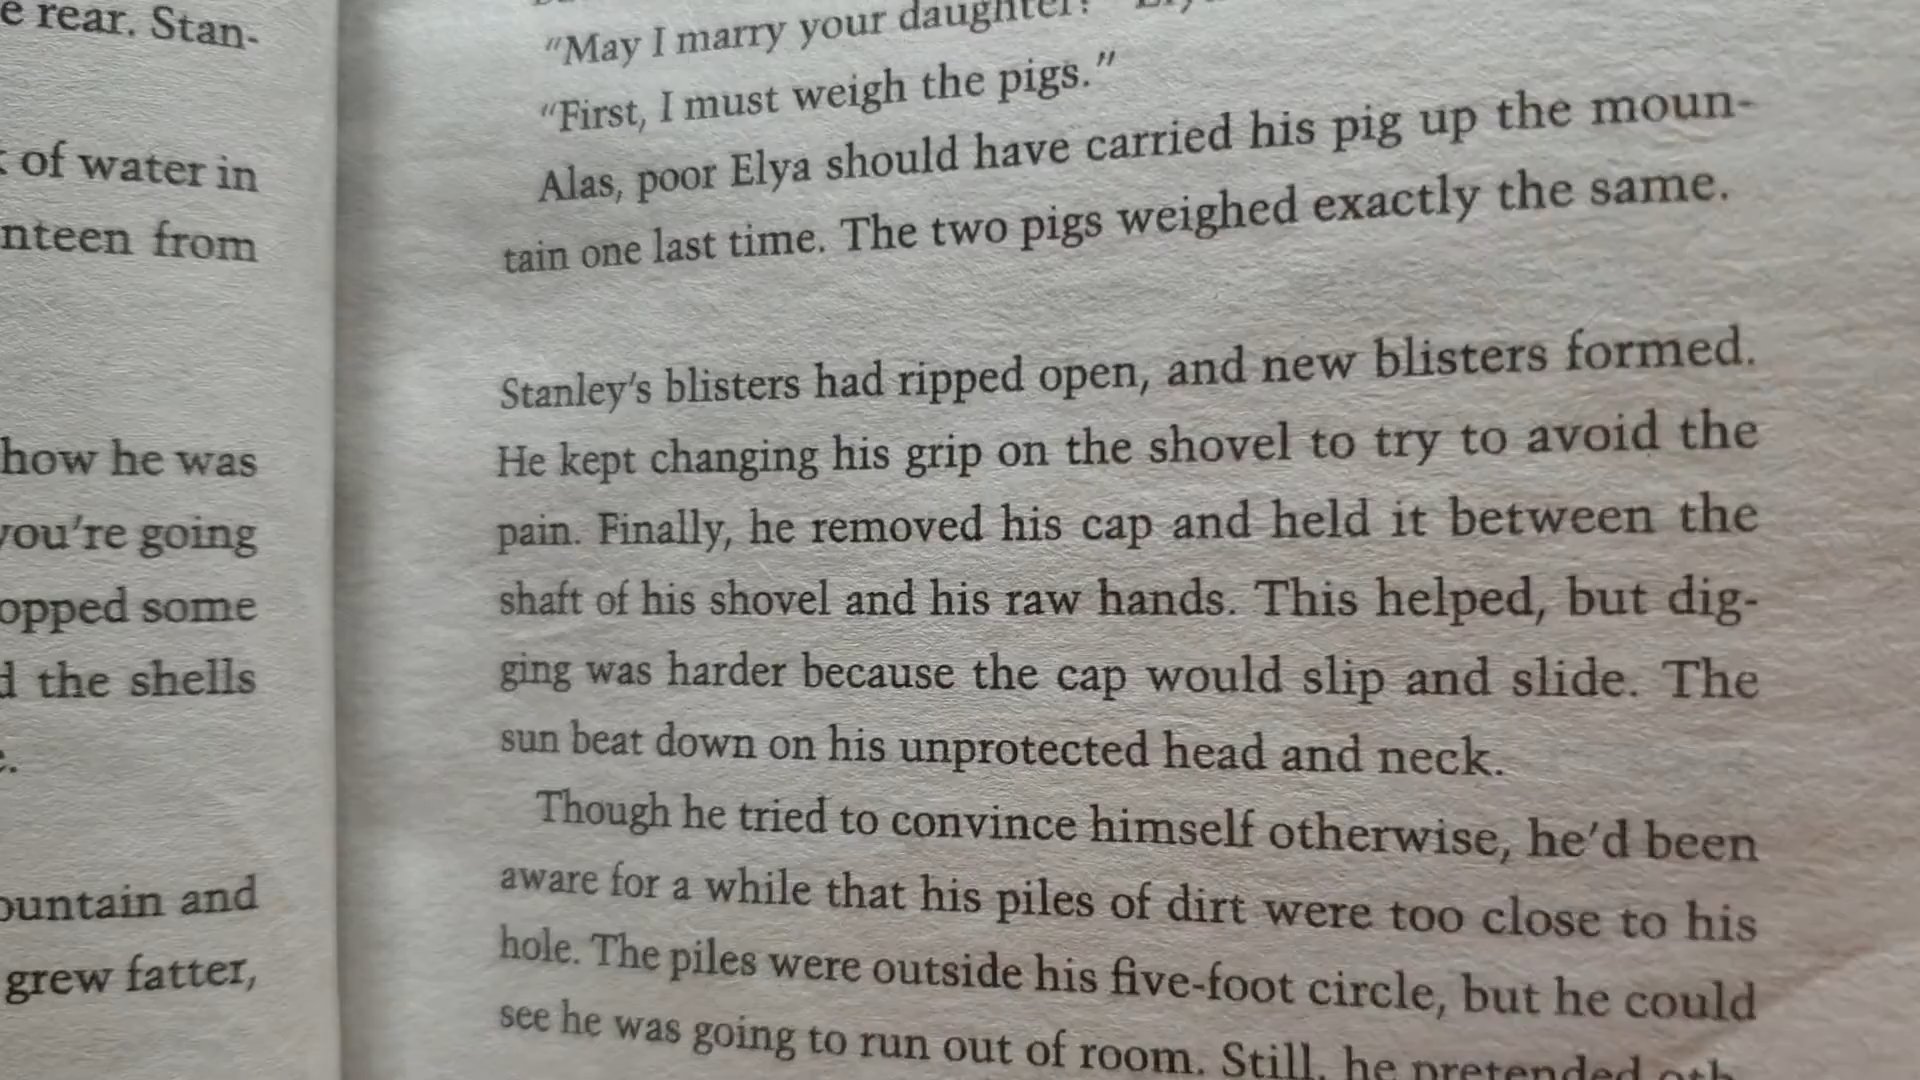 e rear. Stan-
of water in
nteen from
how he was
you're going
opped some
d the shells
e.
ountain and
grew fatter,
"May I marry your daughter?"
"First, I must weigh the pigs."
Alas, poor Elya should have carried his pig up the moun-
tain one last time. The two pigs weighed exactly the same.
Stanley's blisters had ripped open, and new blisters formed.
He kept changing his grip on the shovel to try to avoid the
pain. Finally, he removed his cap and held it between the
shaft of his shovel and his raw hands. This helped, but dig-
ging was harder because the cap would slip and slide. The
sun beat down on his unprotected head and neck.
Though he tried to convince himself otherwise, he'd been
aware for a while that his piles of dirt were too close to his
hole. The piles were outside his five-foot circle, but he could
see he was going to run out of room. Still, he pretended oth-